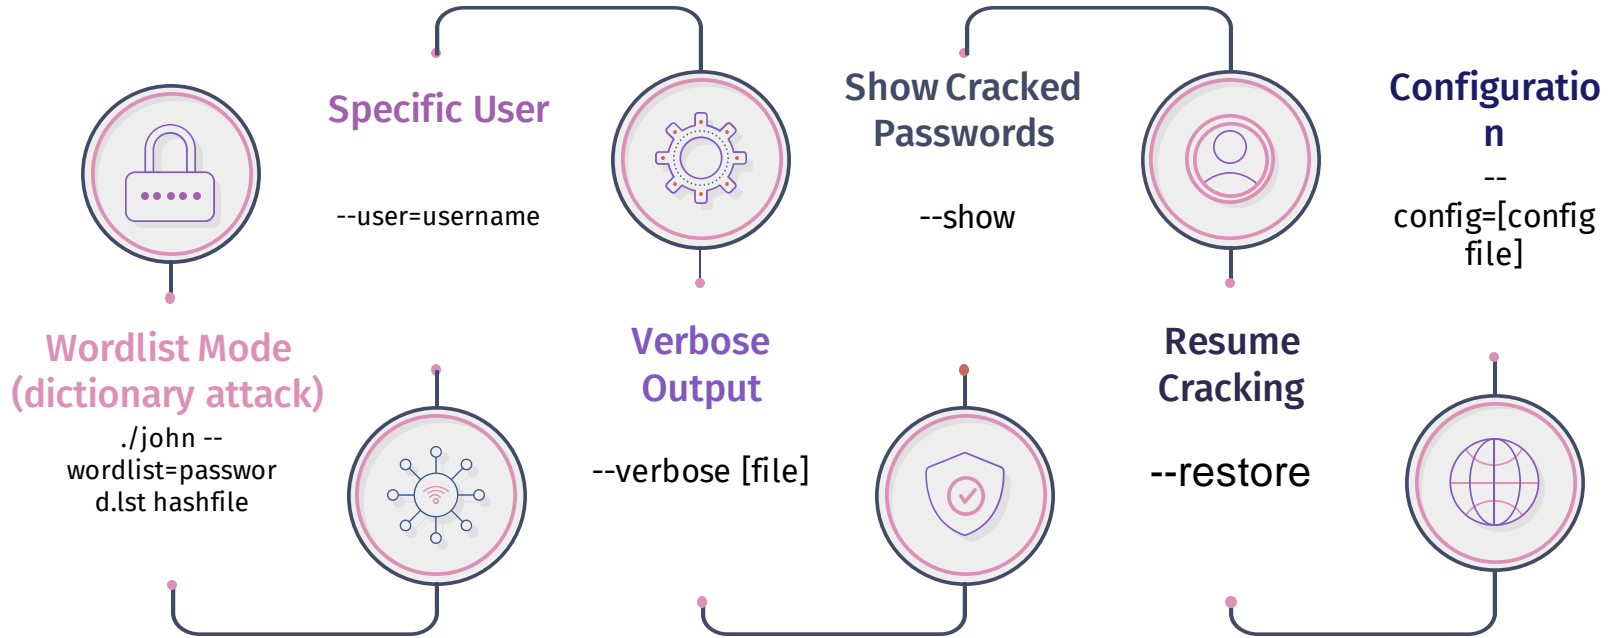 Wordlist Mode
(dictionary attack)
./john --
wordlist=passwor
d.lst hashfile
Specific User
--user=username
Verbose
Output
--verbose [file]
Show Cracked
Passwords
--show
Resume
Cracking
--restore
Configuratio
n
--
config=[config
file]